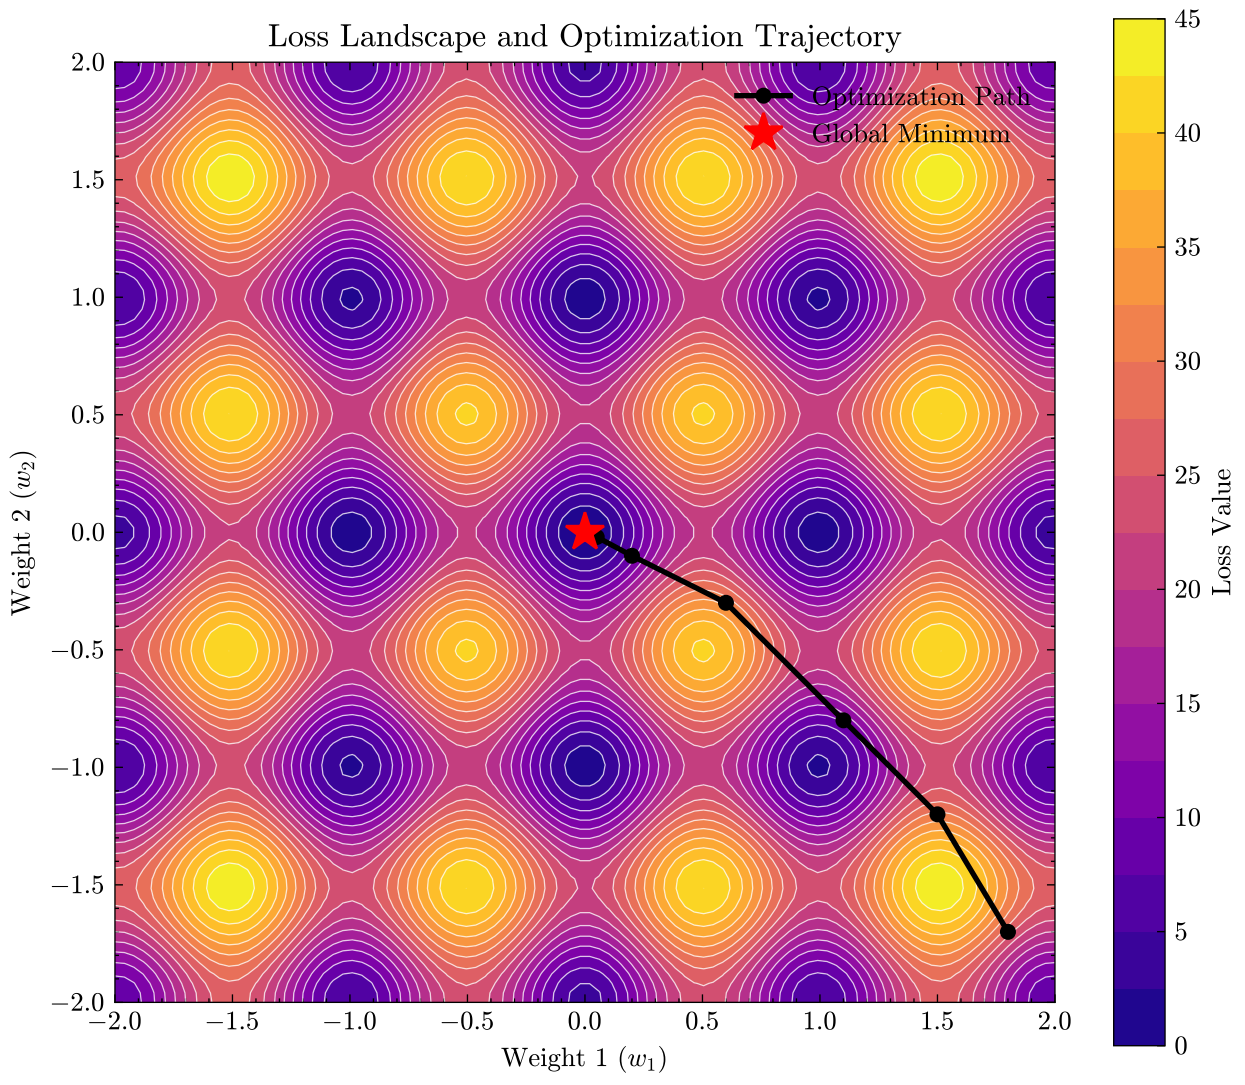 Loss Landscape and Optimization Trajectory
Optimization Path
Global Minimum
2.0
1.5
1.0
0.5
0.0
−0.5
−1.0
−1.5
−2.0
Weight 2 (w₂)
−2.0 −1.5 −1.0 −0.5 0.0 0.5 1.0 1.5 2.0
Weight 1 (w₁)
45
40
35
30
25
20
15
10
5
0
Loss Value